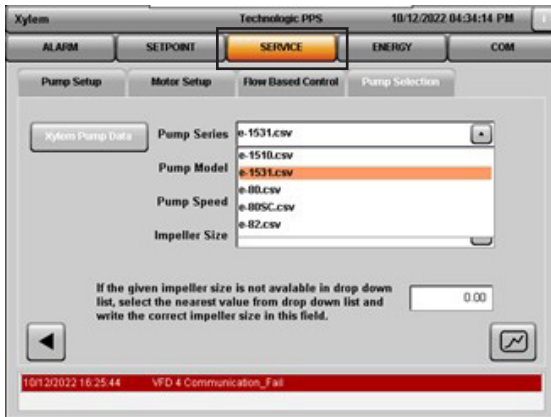 Xylem Technologic PPS 10/12/2022 04:34:14 PM
ALARM SETPOINT SERVICE ENERGY COM
Pump Setup Motor Setup Flow Based Control Pump Selection
Xylem Pump Data Pump Series e-1531.csv
e-1510.csv
Pump Model e-1531.csv
e-80.csv
Pump Speed e-80SC.csv
e-82.csv
Impeller Size
If the given impeller size is not avalable in drop down
list, select the nearest value from drop down list and
write the correct impeller size in this field.
0.00
10/12/2022 16:25:44 VFD 4 Communication_Fail